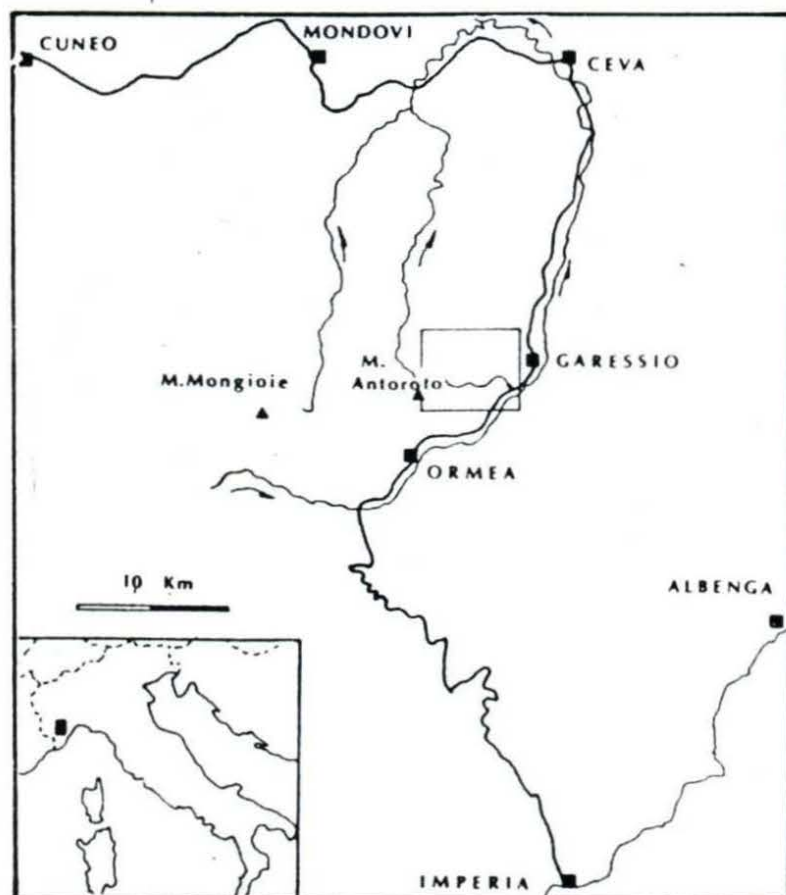 CUNEO
MONDOVI
CEVA
M.
Antoroto
M.Mongioie
GARESSIO
ORMEA
10 Km
ALBENGA
IMPERIA